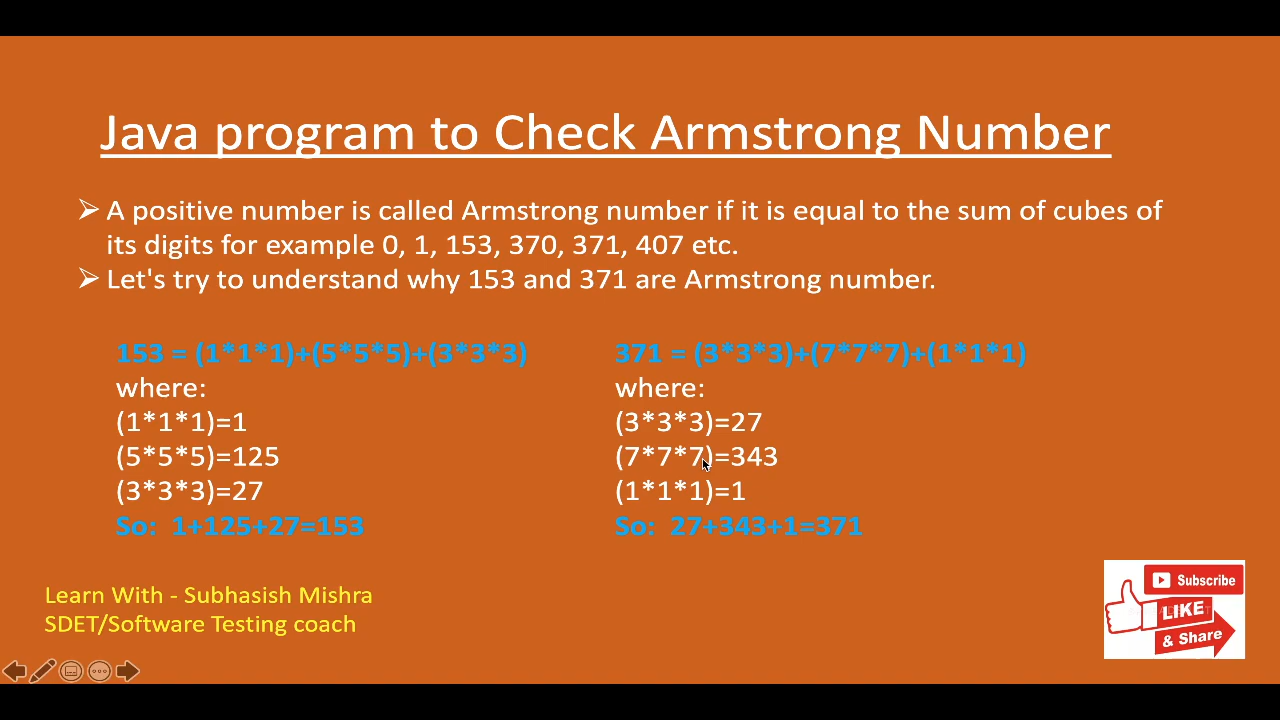 Java program to Check Armstrong Number
➢ A positive number is called Armstrong number if it is equal to the sum of cubes of
its digits for example 0, 1, 153, 370, 371, 407 etc.
➢ Let's try to understand why 153 and 371 are Armstrong number.
153 = (1*1*1)+(5*5*5)+(3*3*3)
where:
(1*1*1)=1
(5*5*5)=125
(3*3*3)=27
So:  1+125+27=153
371 = (3*3*3)+(7*7*7)+(1*1*1)
where:
(3*3*3)=27
(7*7*7)=343
(1*1*1)=1
So:  27+343+1=371
Learn With - Subhasish Mishra
SDET/Software Testing coach
Subscribe
LIKE
& Share